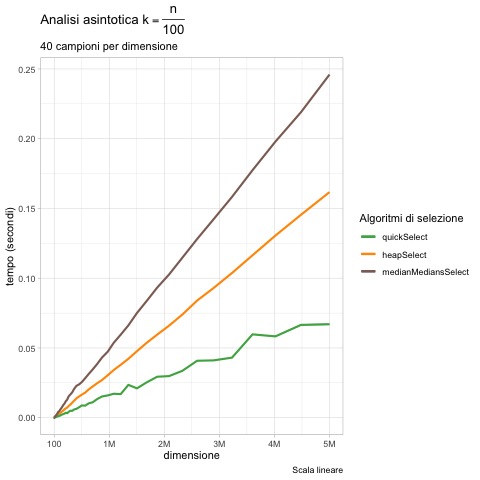 Analisi asintotica k = n/100
40 campioni per dimensione
0.25
0.20
0.15
0.10
0.05
0.00
tempo (secondi)
100 1M 2M 3M 4M 5M
dimensione
Algoritmi di selezione
quickSelect
heapSelect
medianMediansSelect
Scala lineare